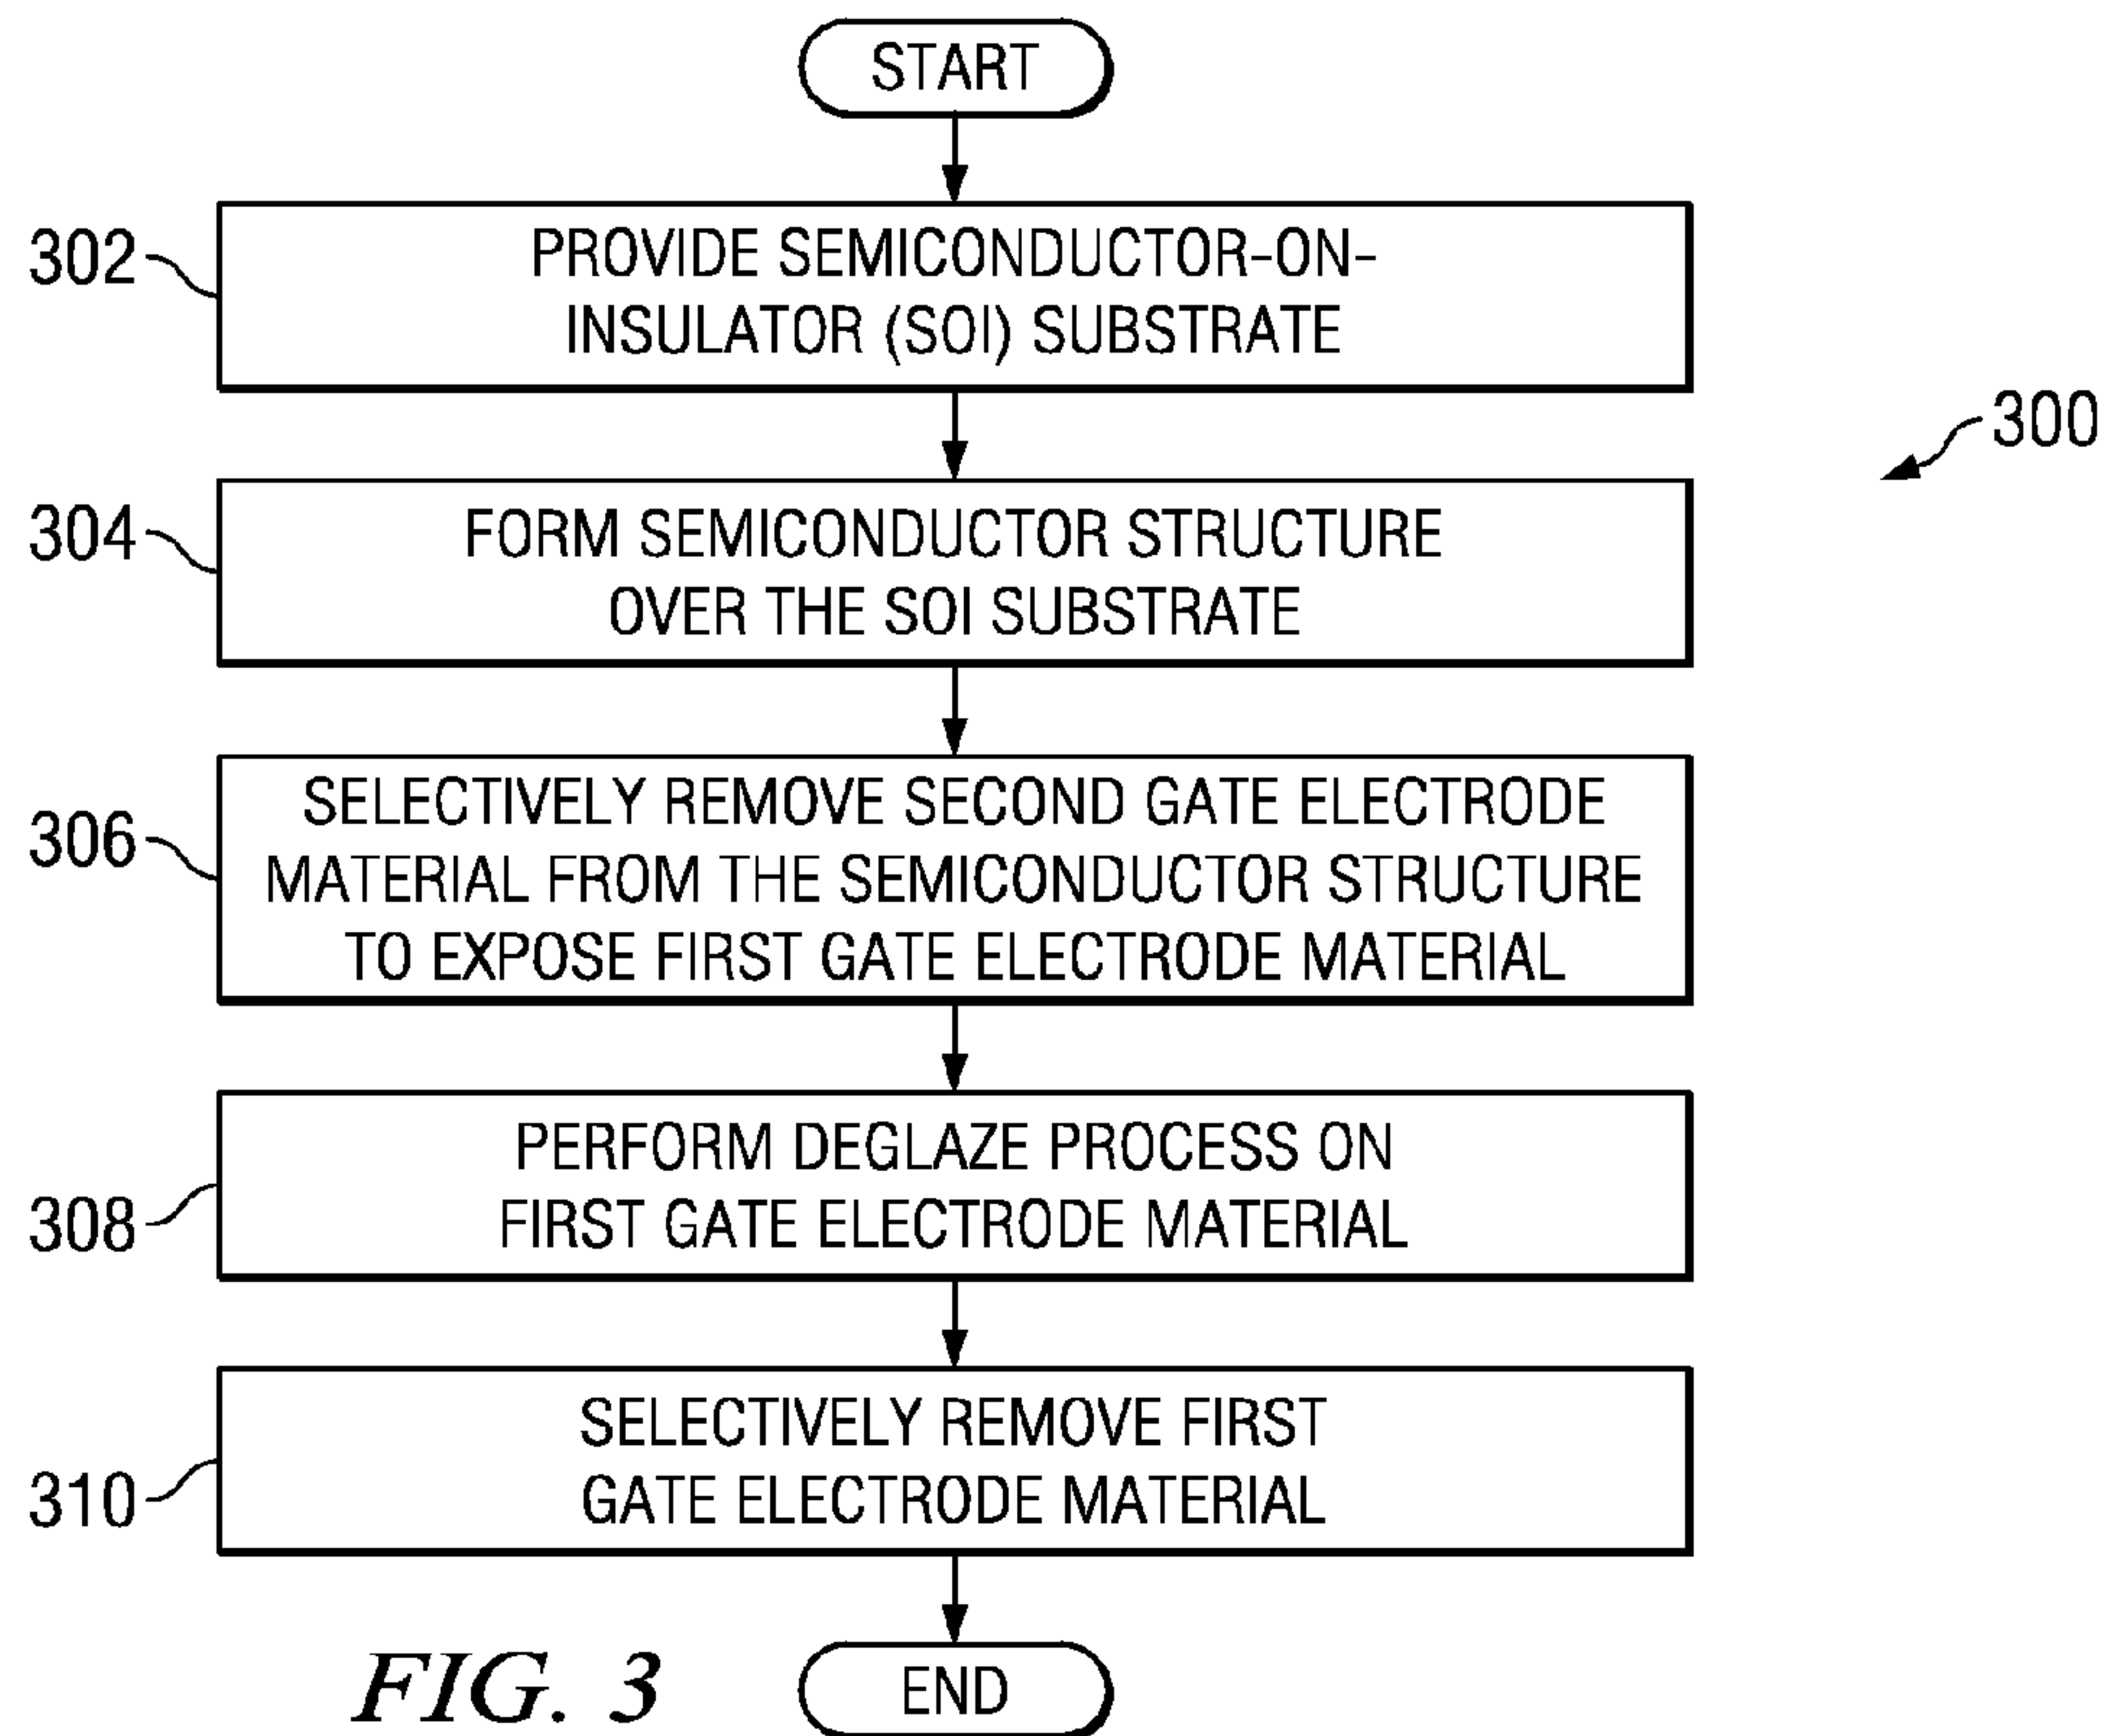 START
302
PROVIDE SEMICONDUCTOR-ON-
INSULATOR (SOI) SUBSTRATE
300
304
FORM SEMICONDUCTOR STRUCTURE
OVER THE SOI SUBSTRATE
306
SELECTIVELY REMOVE SECOND GATE ELECTRODE
MATERIAL FROM THE SEMICONDUCTOR STRUCTURE
TO EXPOSE FIRST GATE ELECTRODE MATERIAL
308
PERFORM DEGLAZE PROCESS ON
FIRST GATE ELECTRODE MATERIAL
310
SELECTIVELY REMOVE FIRST
GATE ELECTRODE MATERIAL
END
FIG. 3